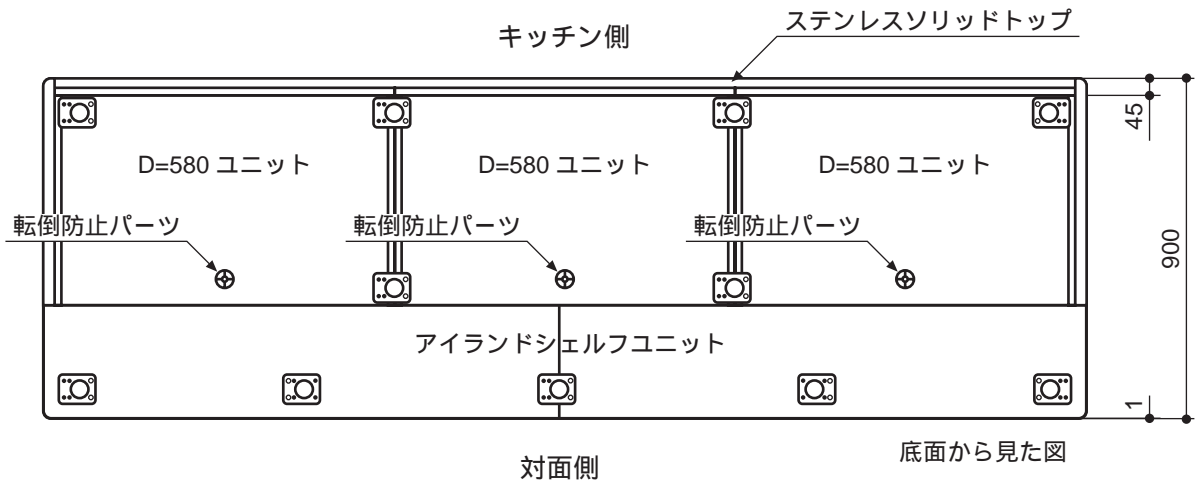 ステンレスソリッドトップ
キッチン側
45
D=580 ユニット
D=580 ユニット
D=580 ユニット
転倒防止パーツ
転倒防止パーツ
転倒防止パーツ
900
アイランドシェルフユニット
1
底面から見た図
対面側